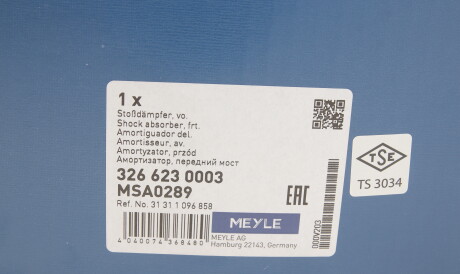 1 x
Stoßdämpfer, vo.
Shock absorber, frt.
Amortiguador del.
Amortisseur, av.
Amortyzator, przód
Амортизатор, передний мост
326 623 0003
MSA0289
Ref. No. 31 31 1 096 858
EAC
MEYLE
MEYLE AG
Hamburg 22143, Germany
4 040074 368480
000V203
TSE
TS 3034